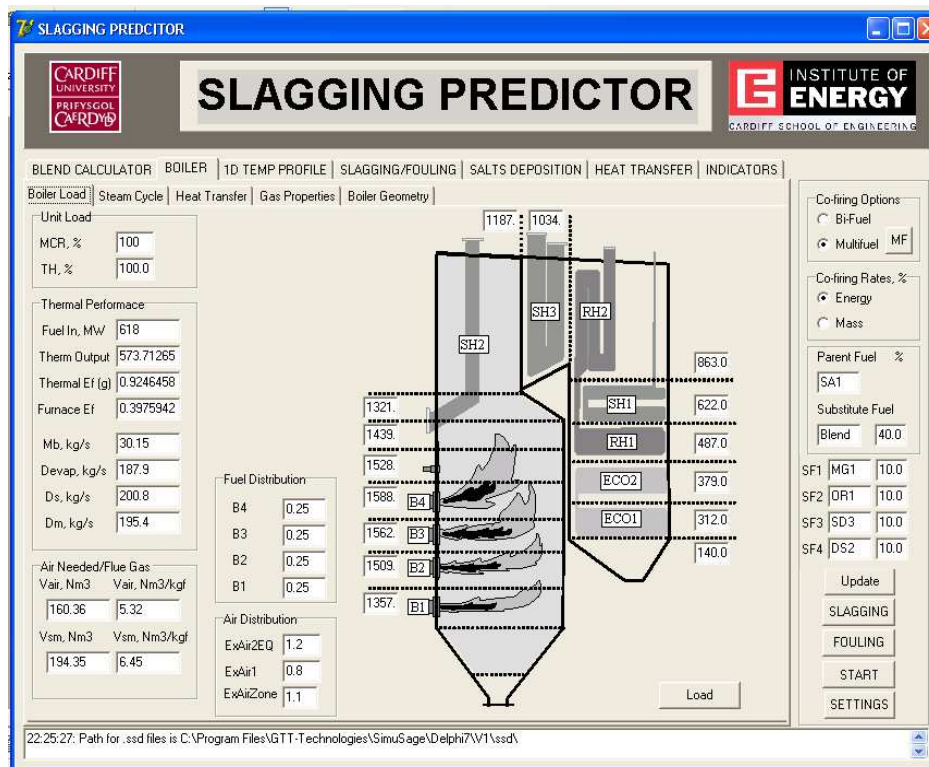 SLAGGING PREDCITOR
CARDIFF
UNIVERSITY
PRIFYSGOL
CAERDYDD
SLAGGING PREDICTOR
INSTITUTE OF
ENERGY
CARDIFF SCHOOL OF ENGINEERING
BLEND CALCULATOR BOILER 1D TEMP PROFILE SLAGGING/FOULING SALTS DEPOSITION HEAT TRANSFER INDICATORS
Boiler Load Steam Cycle Heat Transfer Gas Properties Boiler Geometry
Unit Load
MCR, % 100
TH, % 100.0
Thermal Performace
Fuel In, MW 618
Therm Output 573.71265
Thermal Ef (g) 0.9246458
Furnace Ef 0.3975942
Mb, kg/s 30.15
Devap, kg/s 187.9
Ds, kg/s 200.8
Dm, kg/s 195.4
Air Needed/Flue Gas
Vair, Nm3 Vair, Nm3/kgf
160.36 5.32
Vsm, Nm3 Vsm, Nm3/kgf
194.35 6.45
Fuel Distribution
B4 0.25
B3 0.25
B2 0.25
B1 0.25
Air Distribution
ExAir2EQ 1.2
ExAir1 0.8
ExAirZone 1.1
1187. 1034.
SH2
SH3
RH2
1321.
1439.
1528.
1588. B4
1562. B3
1509. B2
1357. B1
863.0
SH1 622.0
RH1 487.0
ECO2 379.0
ECO1 312.0
140.0
Load
Co-firing Options
Bi-Fuel
Multifuel MF
Co-firing Rates, %
Energy
Mass
Parent Fuel %
SA1
Substitute Fuel
Blend 40.0
SF1 MG1 10.0
SF2 OR1 10.0
SF3 SD3 10.0
SF4 DS2 10.0
Update
SLAGGING
FOULING
START
SETTINGS
22:25:27: Path for .ssd files is C:\Program Files\GTT-Technologies\SimuSage\Delphi7\V1\ssd\